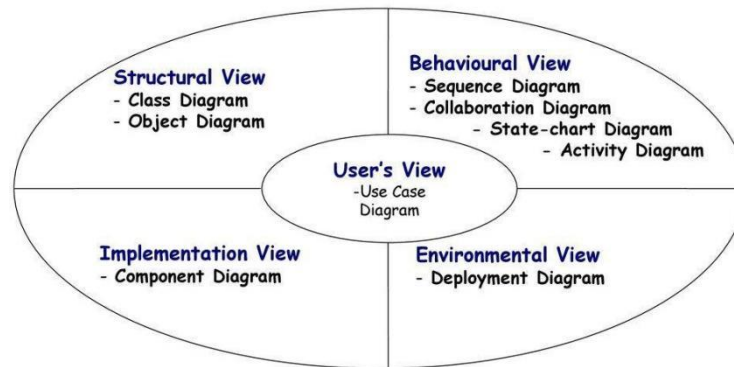 Structural View
- Class Diagram
- Object Diagram
Behavioural View
- Sequence Diagram
- Collaboration Diagram
- State-chart Diagram
- Activity Diagram
User's View
-Use Case
Diagram
Implementation View
- Component Diagram
Environmental View
- Deployment Diagram